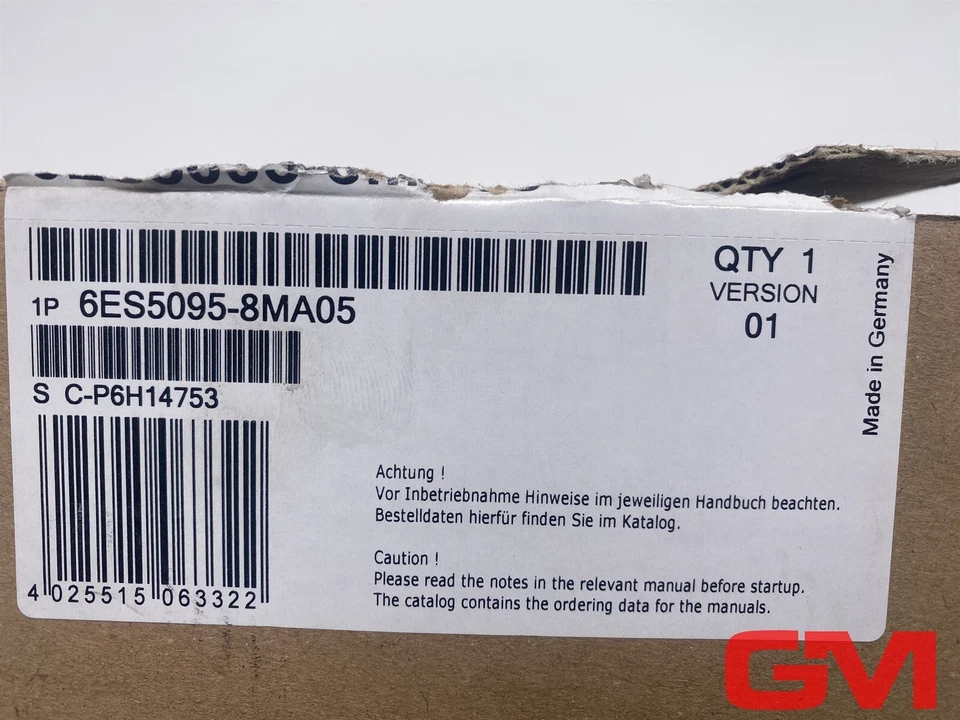 1P 6ES5095-8MA05
S C-P6H14753
4 025515 063322
QTY 1
VERSION
01
Made in Germany
Achtung !
Vor Inbetriebnahme Hinweise im jeweiligen Handbuch beachten.
Bestelldaten hierfür finden Sie im Katalog.
Caution !
Please read the notes in the relevant manual before startup.
The catalog contains the ordering data for the manuals.
GM